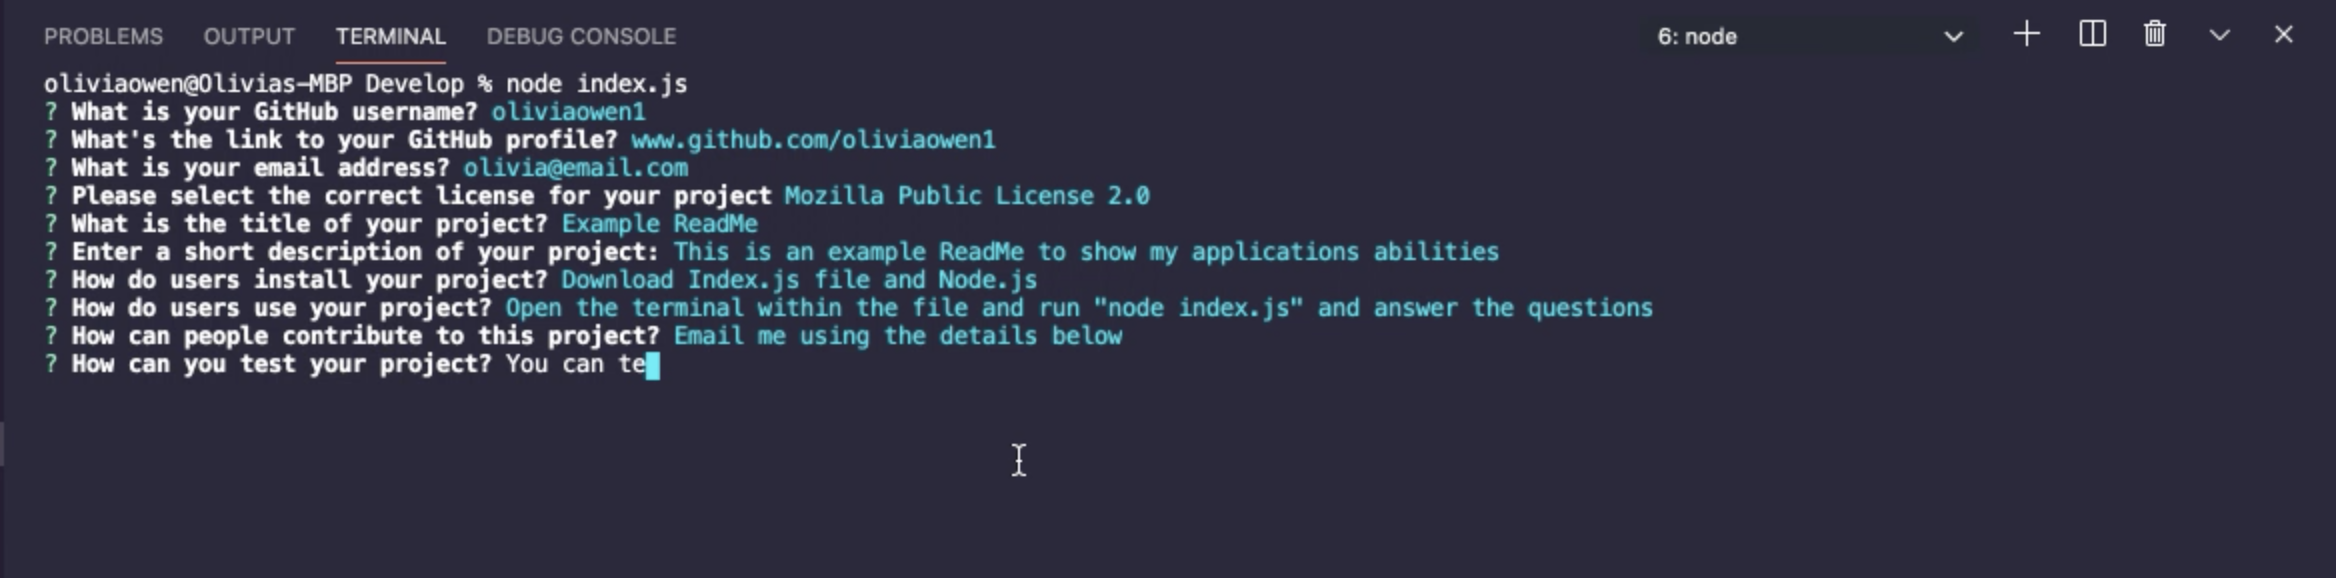 PROBLEMS OUTPUT TERMINAL DEBUG CONSOLE 6: node
oliviaowen@Olivias-MBP Develop % node index.js
? What is your GitHub username? oliviaowen1
? What's the link to your GitHub profile? www.github.com/oliviaowen1
? What is your email address? olivia@email.com
? Please select the correct license for your project Mozilla Public License 2.0
? What is the title of your project? Example ReadMe
? Enter a short description of your project: This is an example ReadMe to show my applications abilities
? How do users install your project? Download Index.js file and Node.js
? How do users use your project? Open the terminal within the file and run "node index.js" and answer the questions
? How can people contribute to this project? Email me using the details below
? How can you test your project? You can te